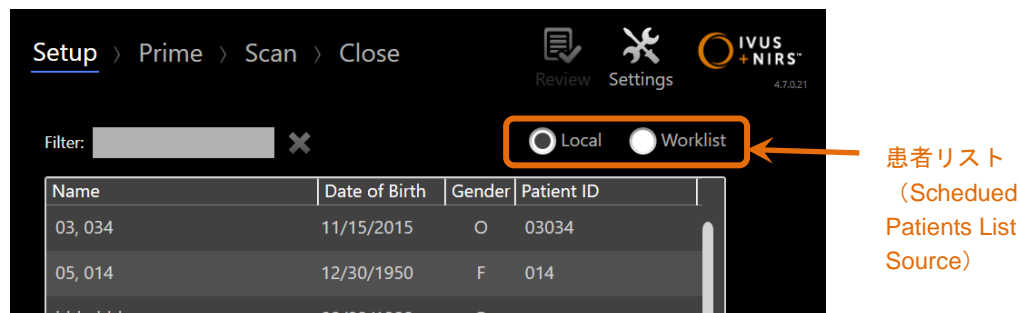 Setup 〉 Prime 〉 Scan 〉 Close
Review
Settings
IVUS
+NIRS™
4.7.0.21
Filter:
Local
Worklist
Name Date of Birth Gender Patient ID
03, 034 11/15/2015 O 03034
05, 014 12/30/1950 F 014
患者リスト
（Schedued
Patients List
Source）